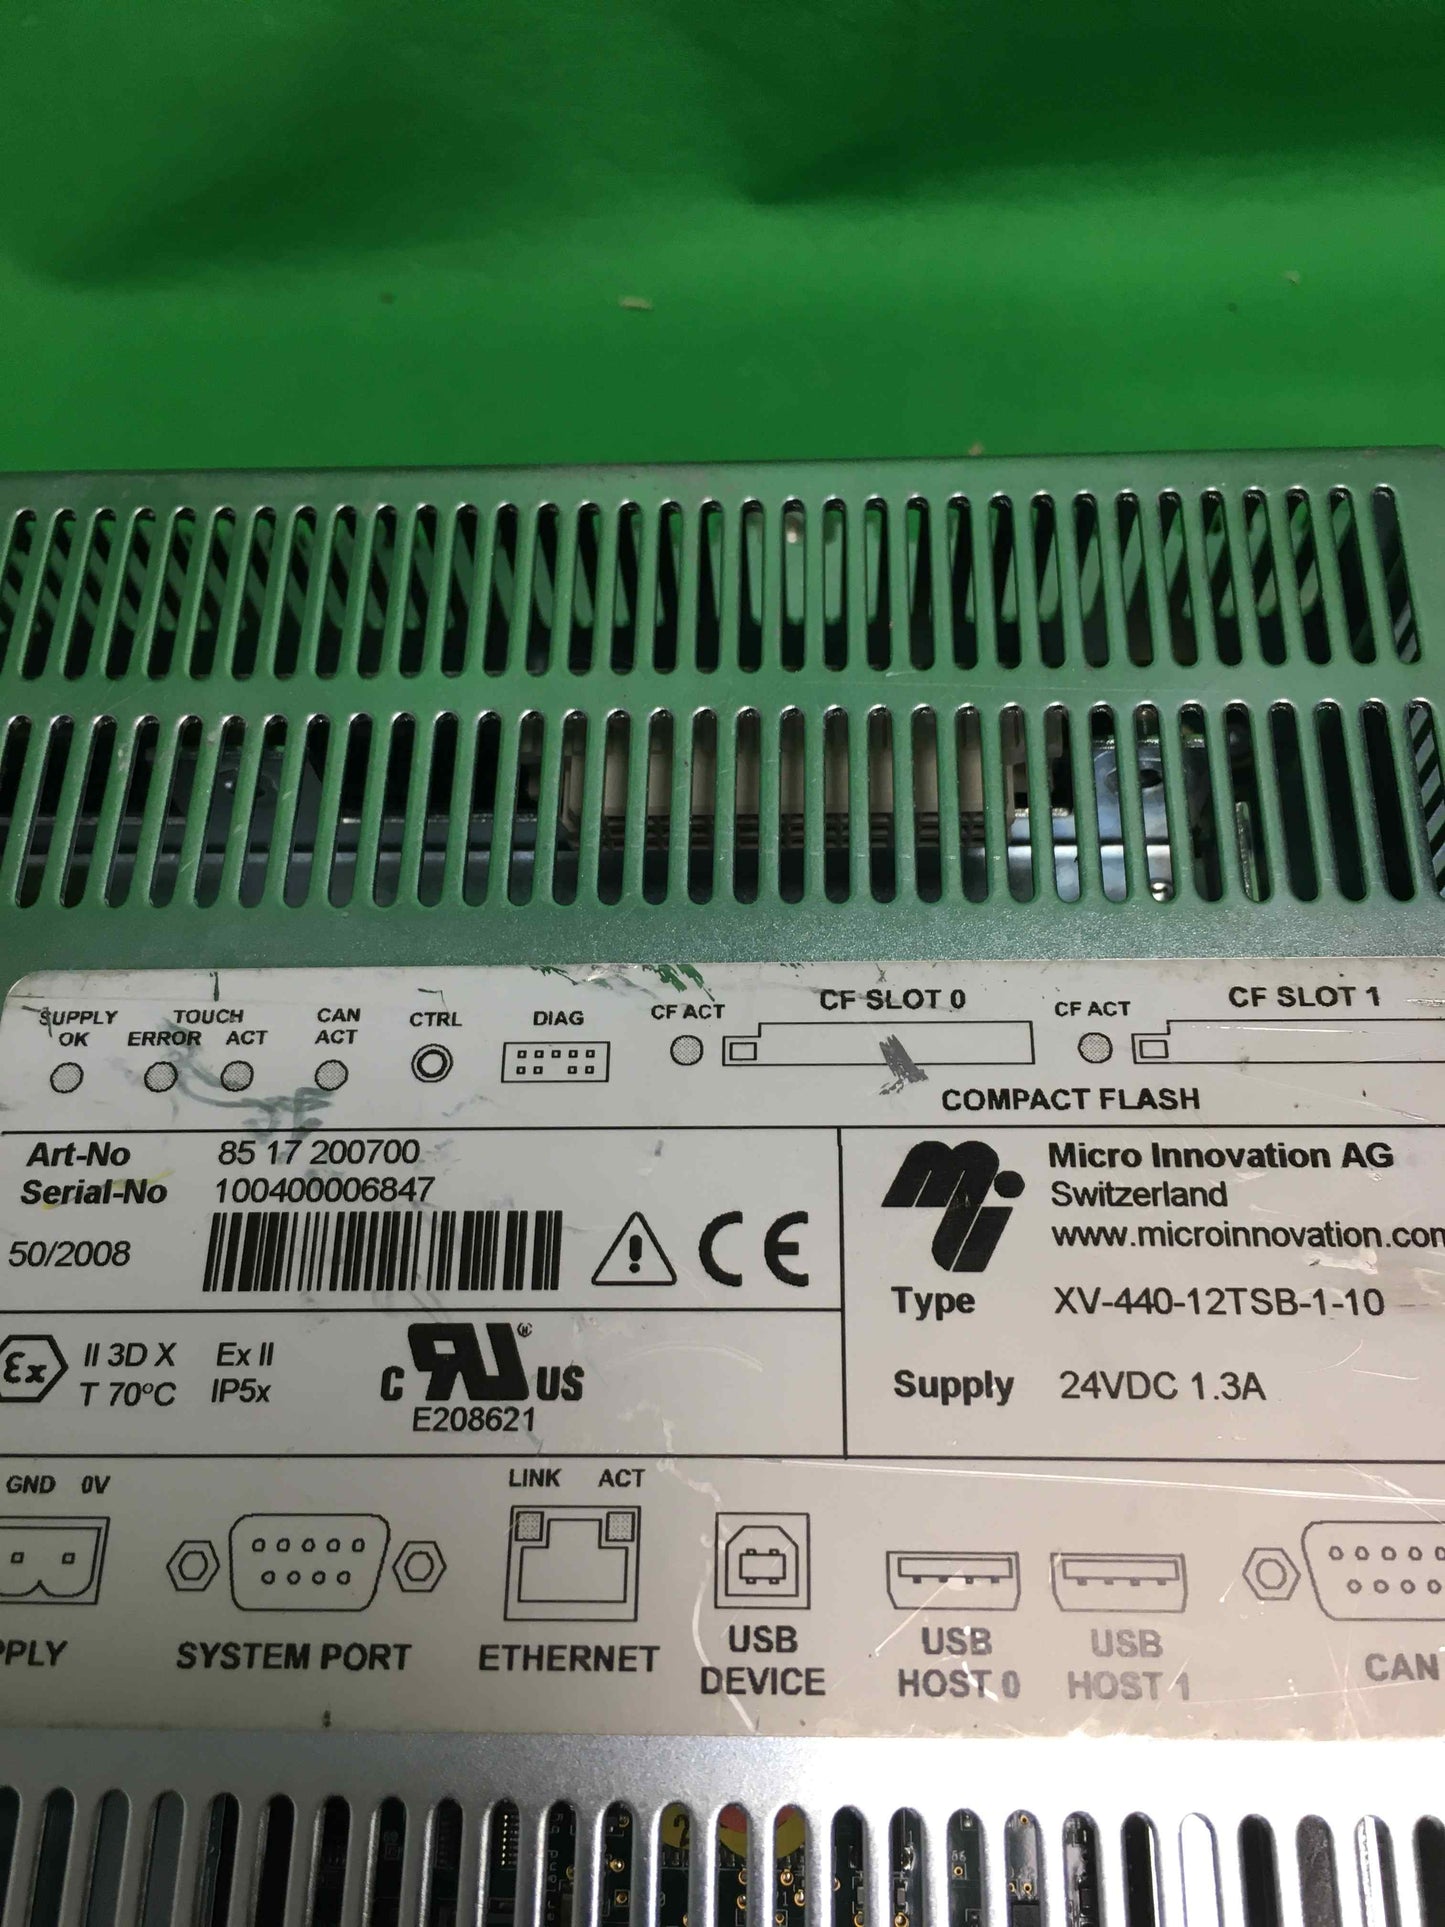 SUPPLY OK
TOUCH
ERROR ACT
CAN ACT
CTRL
DIAG
CF ACT
CF SLOT 0
CF ACT
CF SLOT 1
COMPACT FLASH
Art-No 85 17 200700
Serial-No 100400006847
50/2008
CE
Micro Innovation AG
Switzerland
www.microinnovation.com
Type XV-440-12TSB-1-10
Supply 24VDC 1.3A
Ex II 3D X Ex II
T 70°C IP5x
C RU ® US
E208621
GND 0V
LINK ACT
PPLY
SYSTEM PORT
ETHERNET
USB DEVICE
USB HOST 0
USB HOST 1
CAN
2